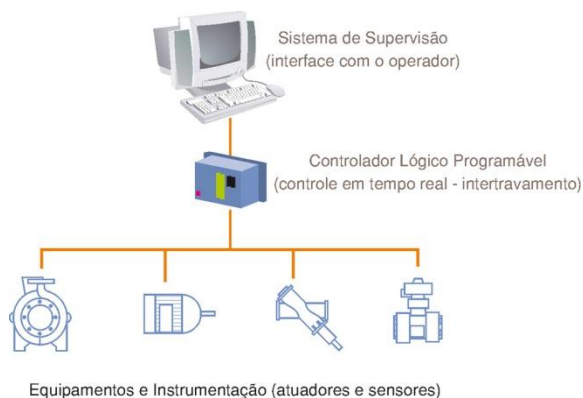 Sistema de Supervisão
(interface com o operador)
Controlador Lógico Programável
(controle em tempo real - intertravamento)
Equipamentos e Instrumentação (atuadores e sensores)